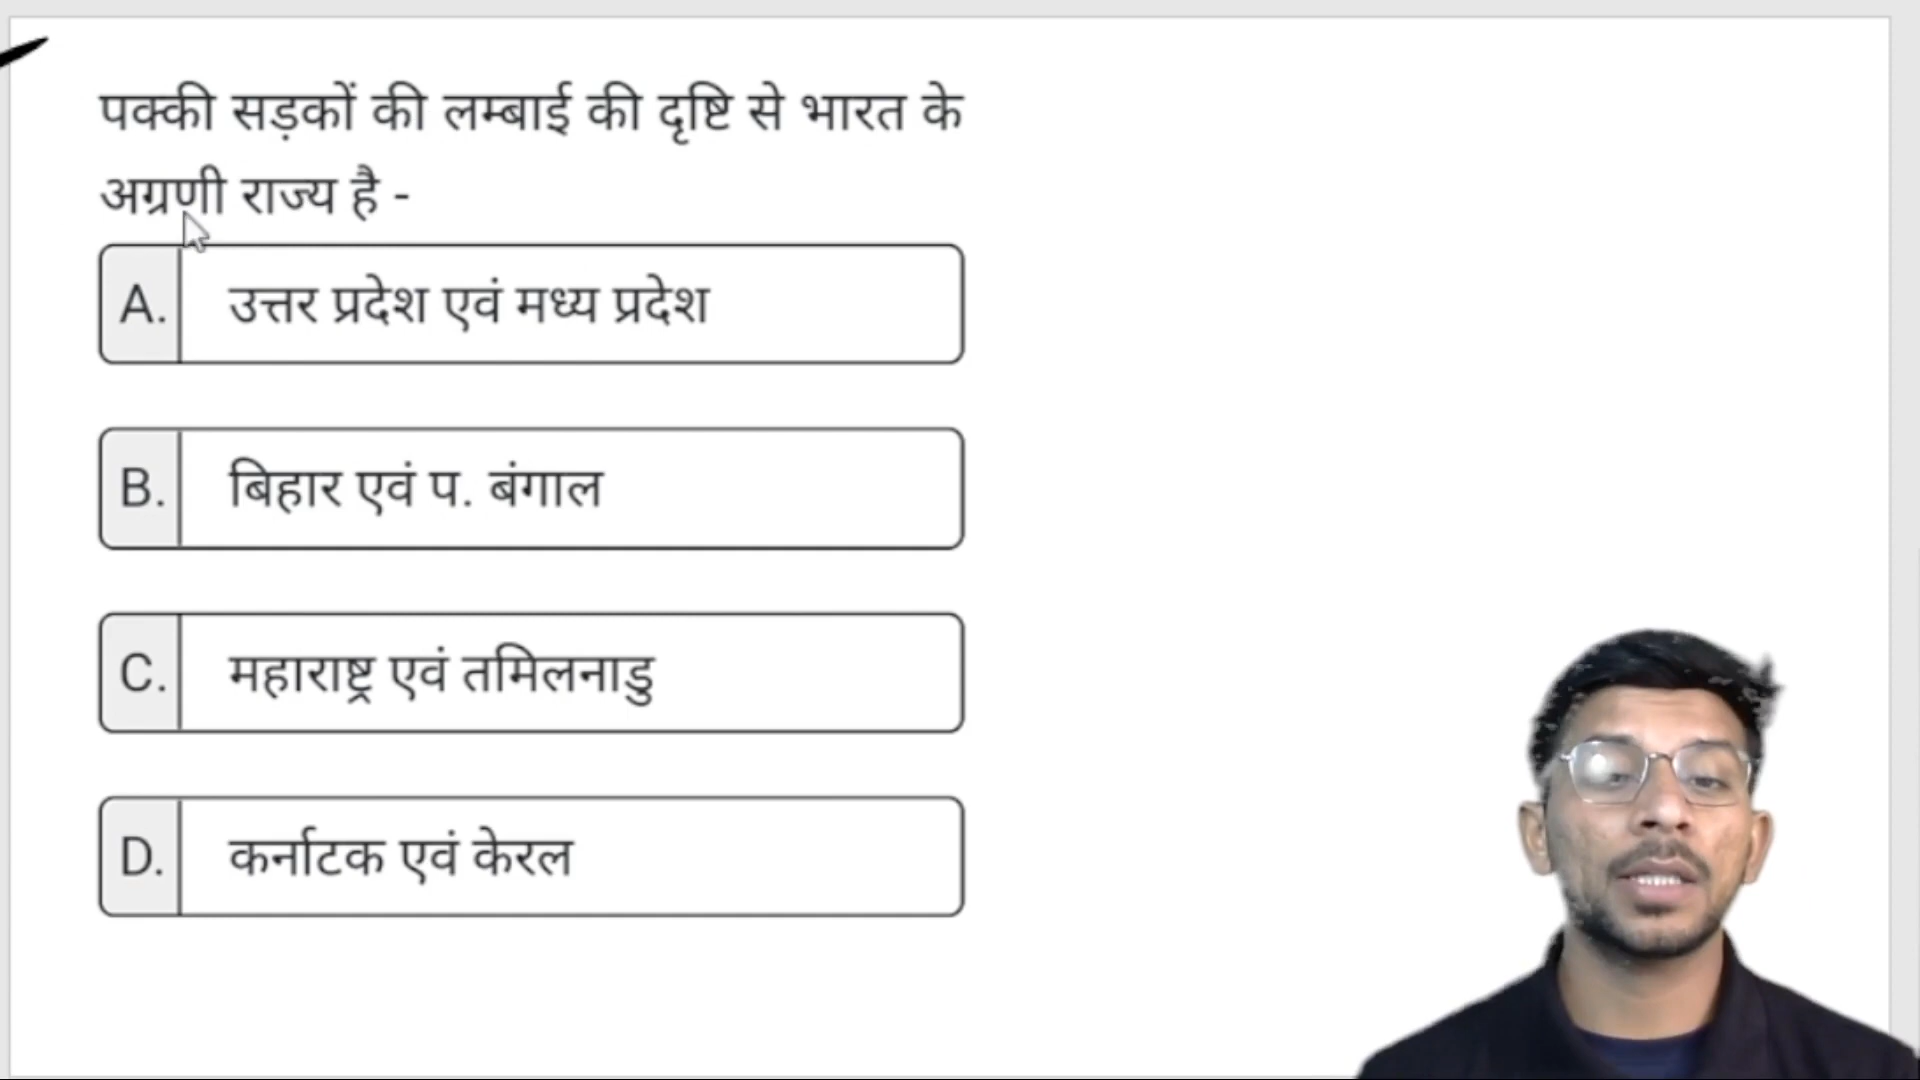 पक्की सड़कों की लम्बाई की दृष्टि से भारत के
अग्रणी राज्य है -
A. उत्तर प्रदेश एवं मध्य प्रदेश
B. बिहार एवं प. बंगाल
C. महाराष्ट्र एवं तमिलनाडु
D. कर्नाटक एवं केरल